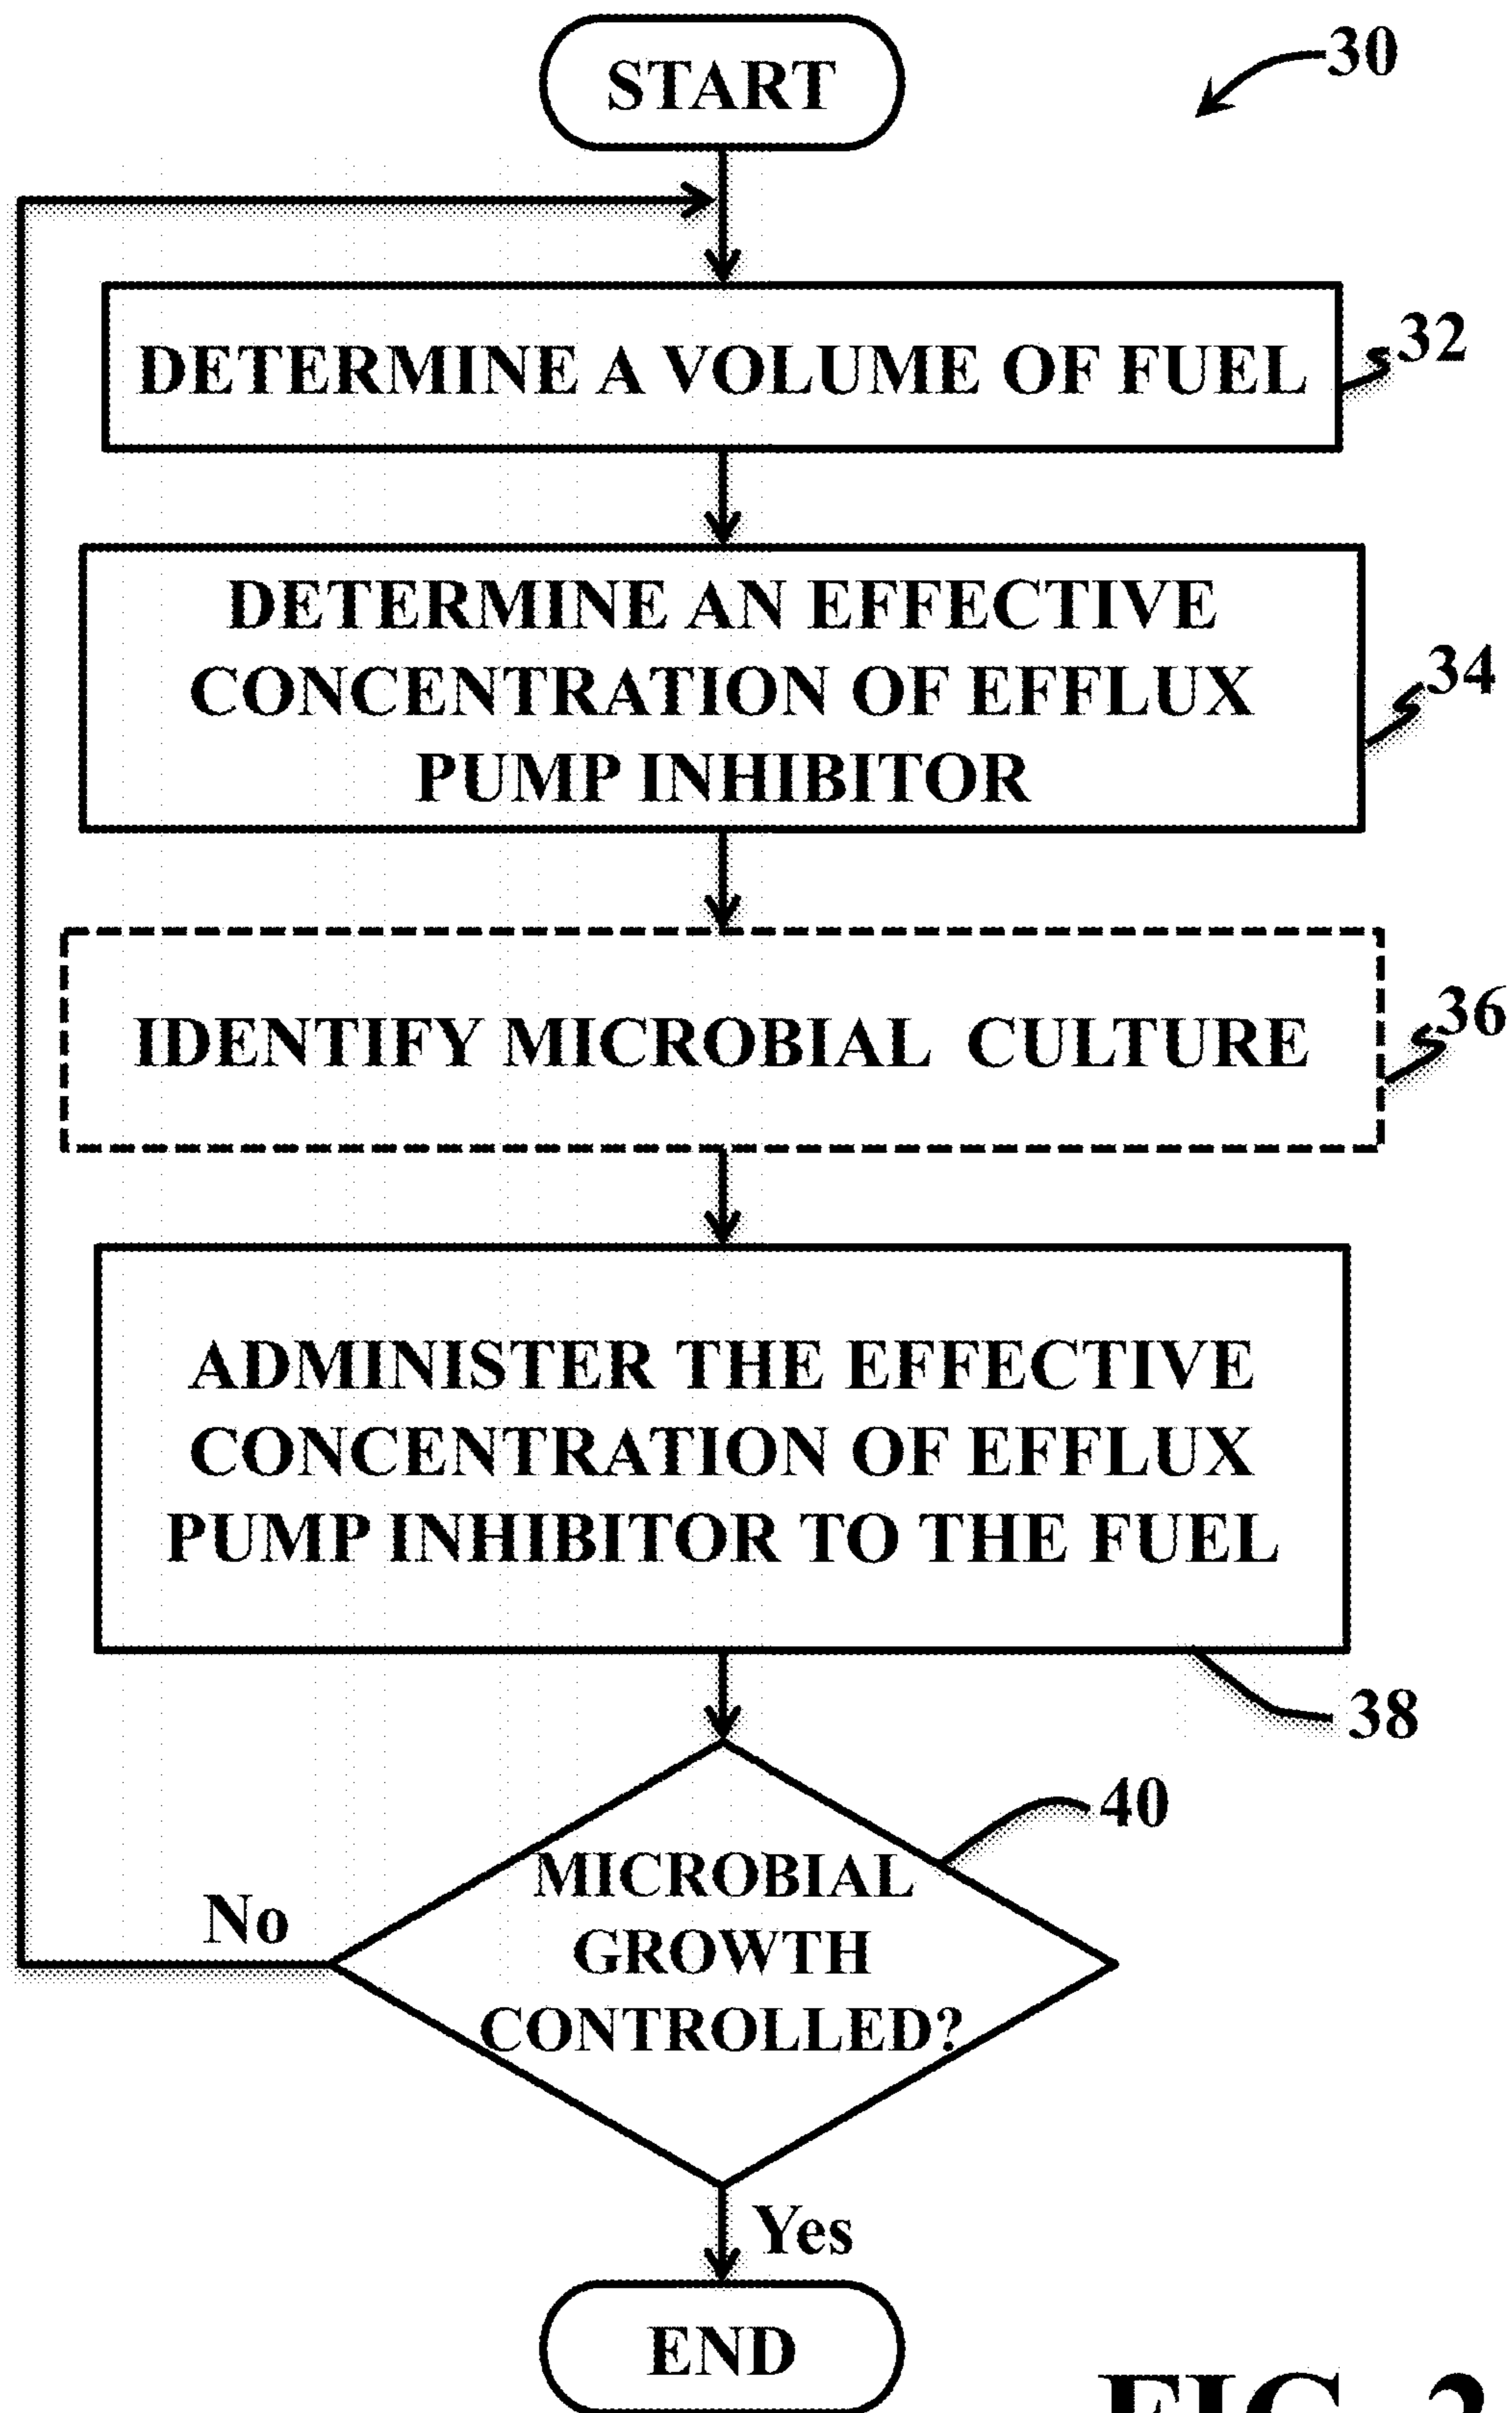 START
30
DETERMINE A VOLUME OF FUEL
32
DETERMINE AN EFFECTIVE
CONCENTRATION OF EFFLUX
PUMP INHIBITOR
34
IDENTIFY MICROBIAL CULTURE
36
ADMINISTER THE EFFECTIVE
CONCENTRATION OF EFFLUX
PUMP INHIBITOR TO THE FUEL
38
40
MICROBIAL
GROWTH
CONTROLLED?
No
Yes
END